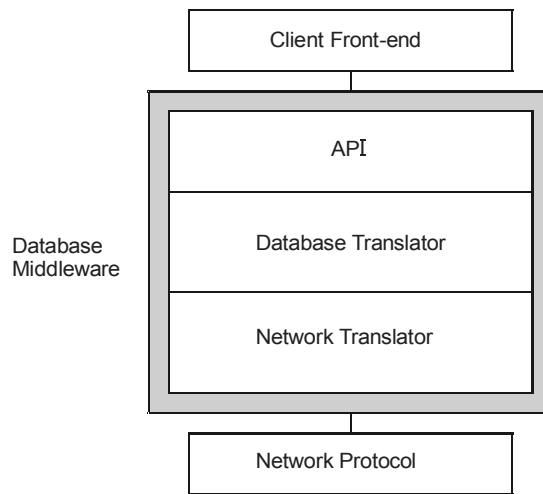 Client Front-end
API
Database Translator
Database
Middleware
Network Translator
Network Protocol